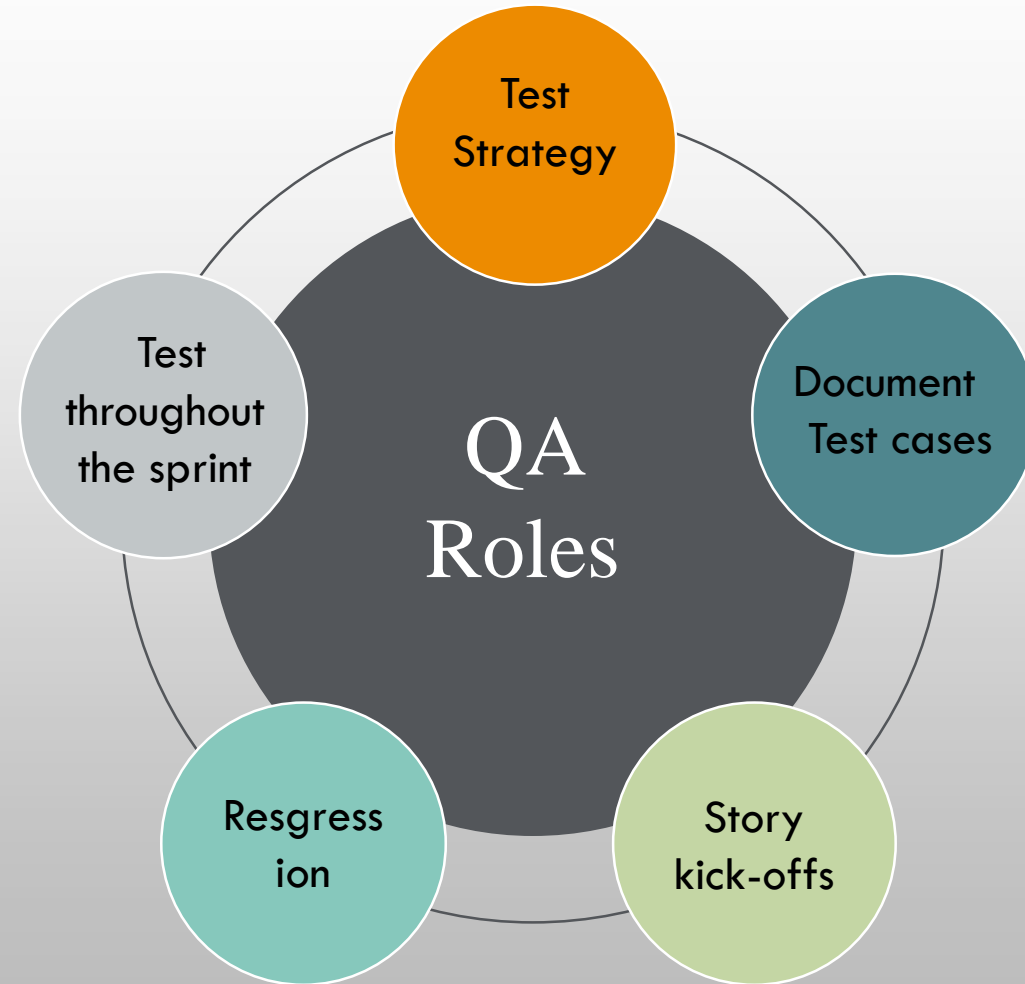 Test
Strategy
Test
throughout
the sprint
Document
Test cases
QA
Roles
Resgress
ion
Story
kick-offs